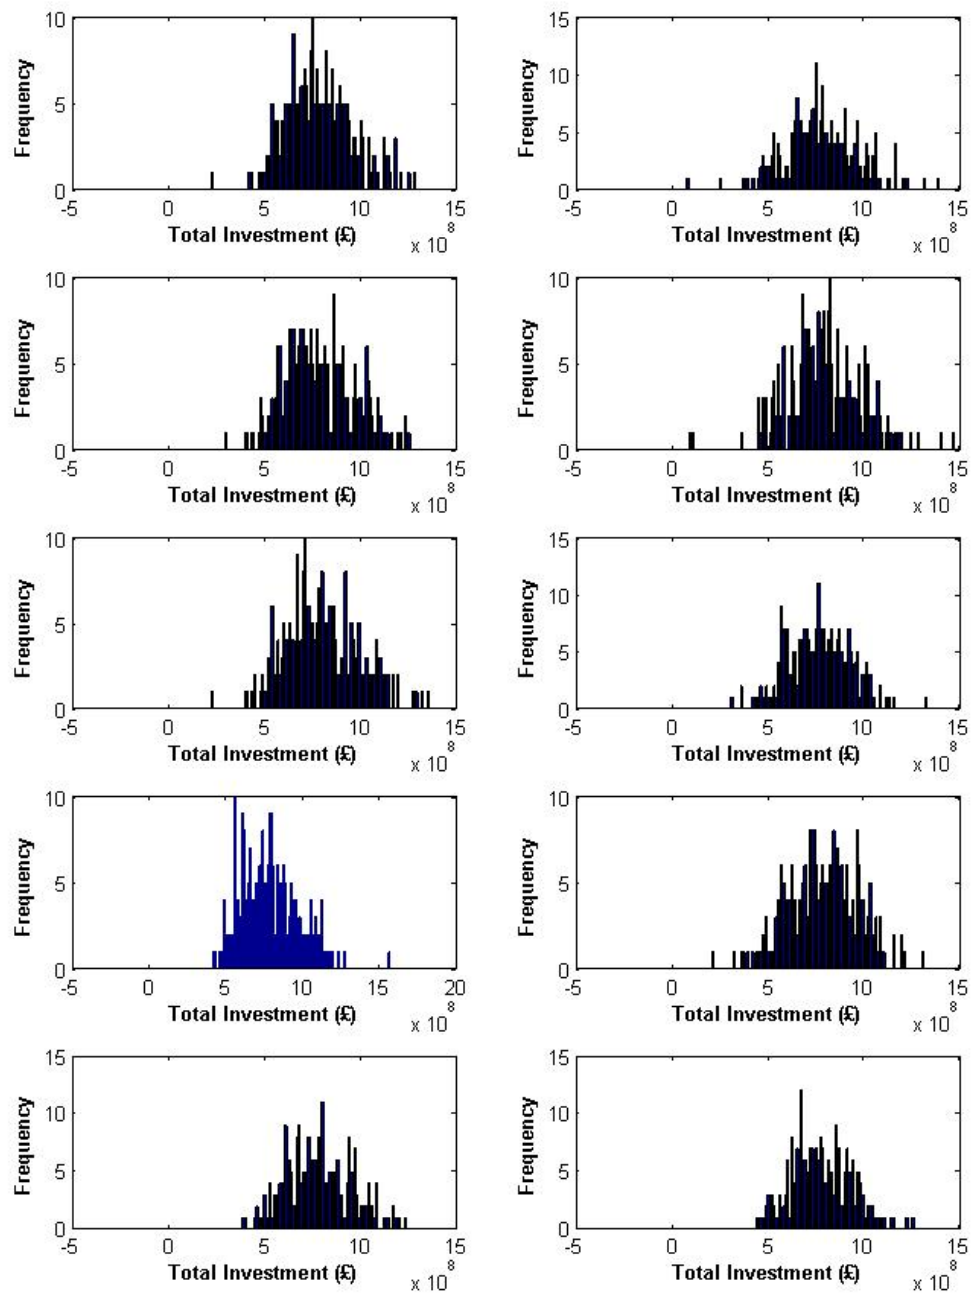 10 15
Frequency Frequency
5 10
5
0 0
-5 0 5 10 15 -5 0 5 10 15
Total Investment (£) Total Investment (£)
x 10^8 x 10^8
10 10
Frequency Frequency
5 5
0 0
-5 0 5 10 15 -5 0 5 10 15
Total Investment (£) Total Investment (£)
x 10^8 x 10^8
10 15
Frequency Frequency
5 10
5
0 0
-5 0 5 10 15 -5 0 5 10 15
Total Investment (£) Total Investment (£)
x 10^8 x 10^8
10 10
Frequency Frequency
5 5
0 0
-5 0 5 10 15 20 -5 0 5 10 15
Total Investment (£) Total Investment (£)
x 10^8 x 10^8
15 15
Frequency Frequency
10 10
5 5
0 0
-5 0 5 10 15 -5 0 5 10 15
Total Investment (£) Total Investment (£)
x 10^8 x 10^8